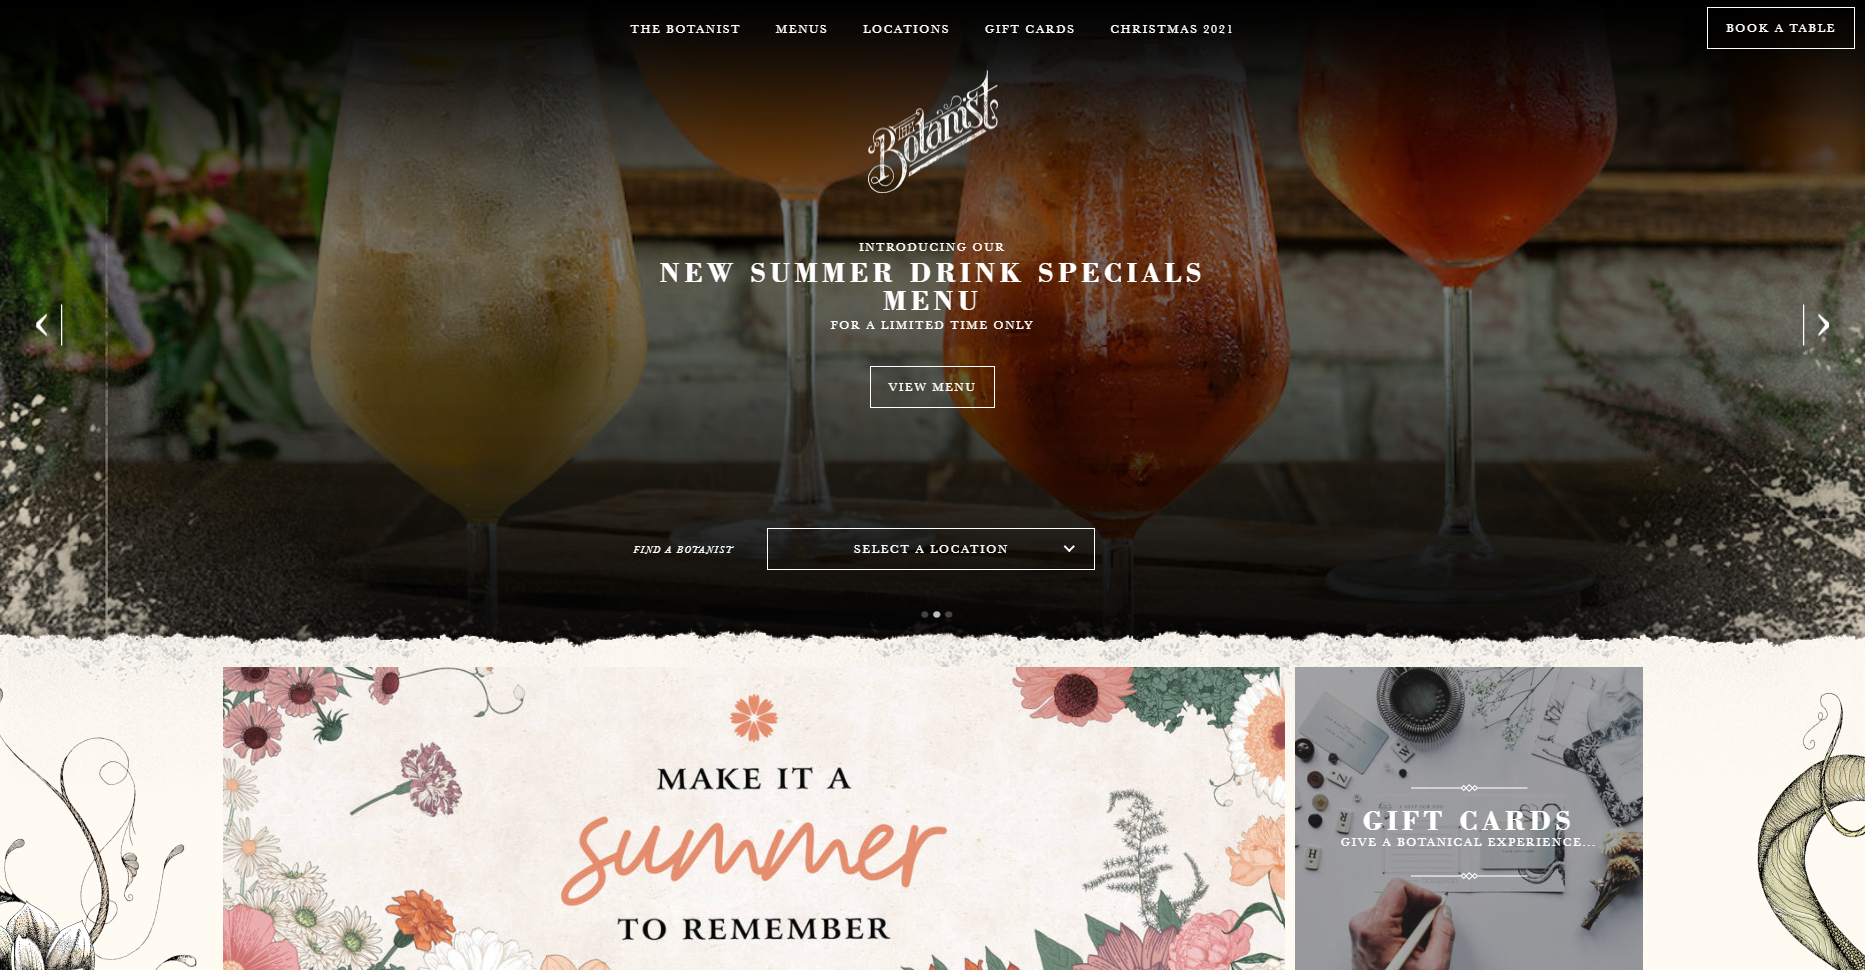 THE BOTANIST
MENUS
LOCATIONS
GIFT CARDS
CHRISTMAS 2021
BOOK A TABLE
THE Botanist
INTRODUCING OUR
NEW SUMMER DRINK SPECIALS
MENU
FOR A LIMITED TIME ONLY
VIEW MENU
FIND A BOTANIST
SELECT A LOCATION
MAKE IT A
summer
TO REMEMBER
GIFT CARDS
GIVE A BOTANICAL EXPERIENCE...